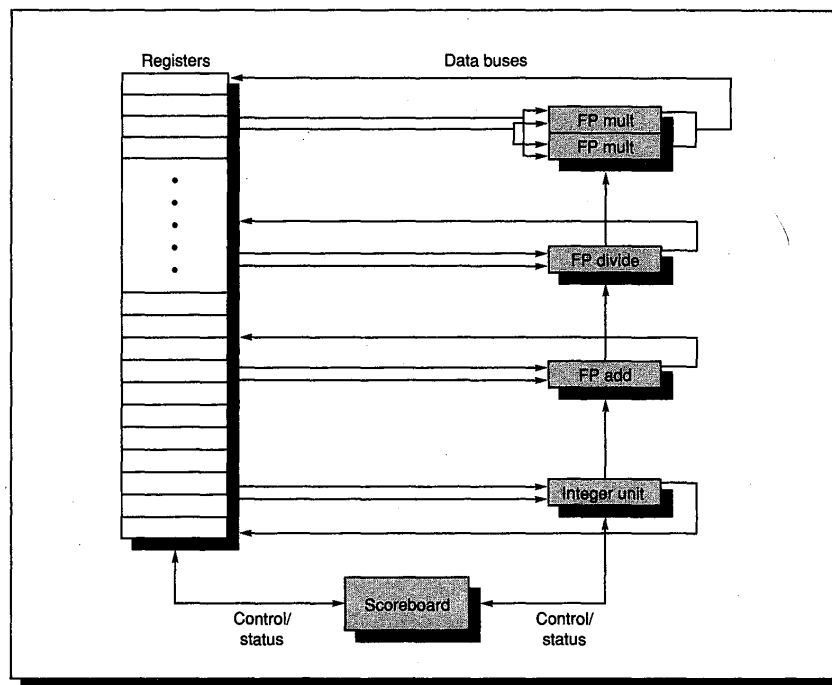 Registers
Data buses
FP mult
FP mult
FP divide
FP add
Integer unit
Scoreboard
Control/
status
Control/
status